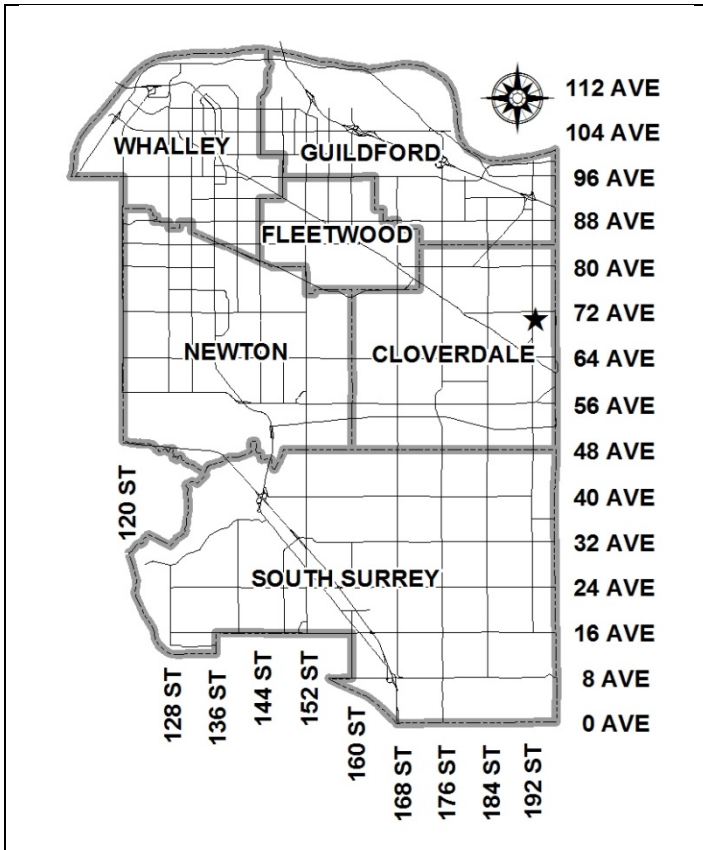 112 AVE
104 AVE
WHALLEY
GUILDFORD
96 AVE
88 AVE
FLEETWOOD
80 AVE
72 AVE
NEWTON
CLOVERDALE
64 AVE
56 AVE
48 AVE
120 ST
40 AVE
32 AVE
SOUTH SURREY
24 AVE
16 AVE
128 ST
136 ST
144 ST
152 ST
160 ST
8 AVE
0 AVE
168 ST
176 ST
184 ST
192 ST